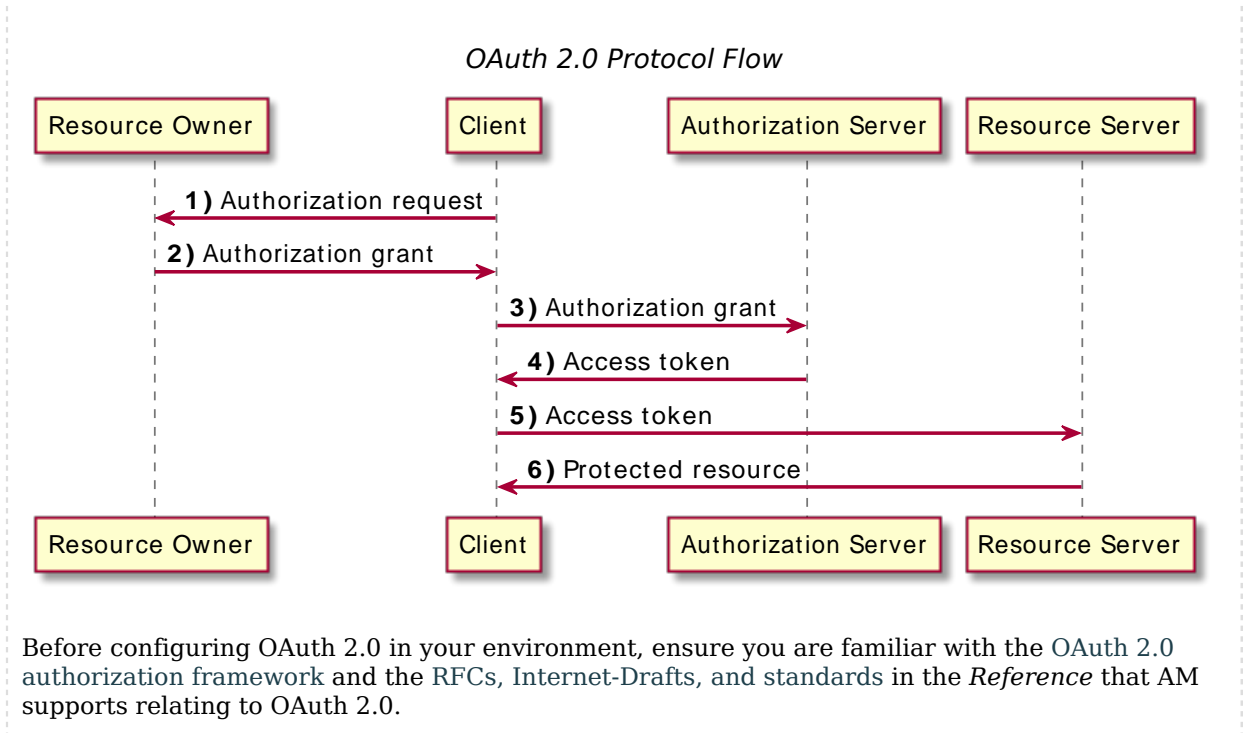 OAuth 2.0 Protocol Flow
Resource Owner
Client
Authorization Server
Resource Server
1) Authorization request
2) Authorization grant
3) Authorization grant
4) Access token
5) Access token
6) Protected resource
Resource Owner
Client
Authorization Server
Resource Server
Before configuring OAuth 2.0 in your environment, ensure you are familiar with the OAuth 2.0
authorization framework and the RFCs, Internet-Drafts, and standards in the Reference that AM
supports relating to OAuth 2.0.